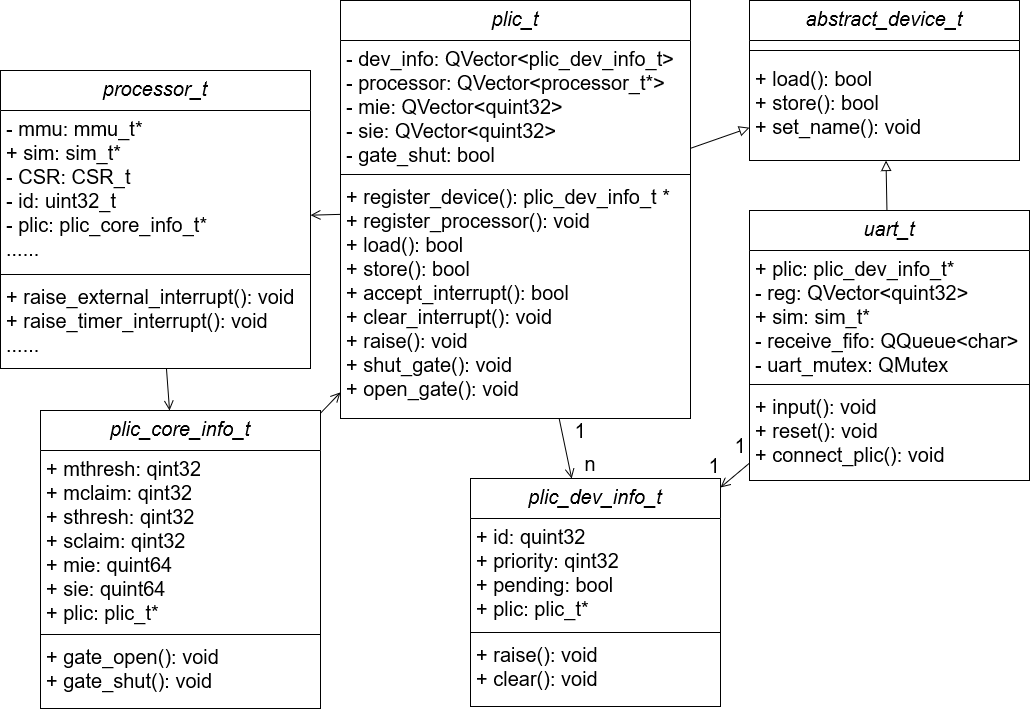 processor_t
- mmu: mmu_t*
+ sim: sim_t*
- CSR: CSR_t
- id: uint32_t
- plic: plic_core_info_t*
......
+ raise_external_interrupt(): void
+ raise_timer_interrupt(): void
......
plic_t
- dev_info: QVector<plic_dev_info_t>
- processor: QVector<processor_t*>
- mie: QVector<quint32>
- sie: QVector<quint32>
- gate_shut: bool
+ register_device(): plic_dev_info_t *
+ register_processor(): void
+ load(): bool
+ store(): bool
+ accept_interrupt(): bool
+ clear_interrupt(): void
+ raise(): void
+ shut_gate(): void
+ open_gate(): void
abstract_device_t
+ load(): bool
+ store(): bool
+ set_name(): void
uart_t
+ plic: plic_dev_info_t*
- reg: QVector<quint32>
+ sim: sim_t*
- receive_fifo: QQueue<char>
- uart_mutex: QMutex
+ input(): void
+ reset(): void
+ connect_plic(): void
plic_core_info_t
+ mthresh: qint32
+ mclaim: qint32
+ sthresh: qint32
+ sclaim: qint32
+ mie: quint64
+ sie: quint64
+ plic: plic_t*
+ gate_open(): void
+ gate_shut(): void
1
n
1
1
plic_dev_info_t
+ id: quint32
+ priority: qint32
+ pending: bool
+ plic: plic_t*
+ raise(): void
+ clear(): void